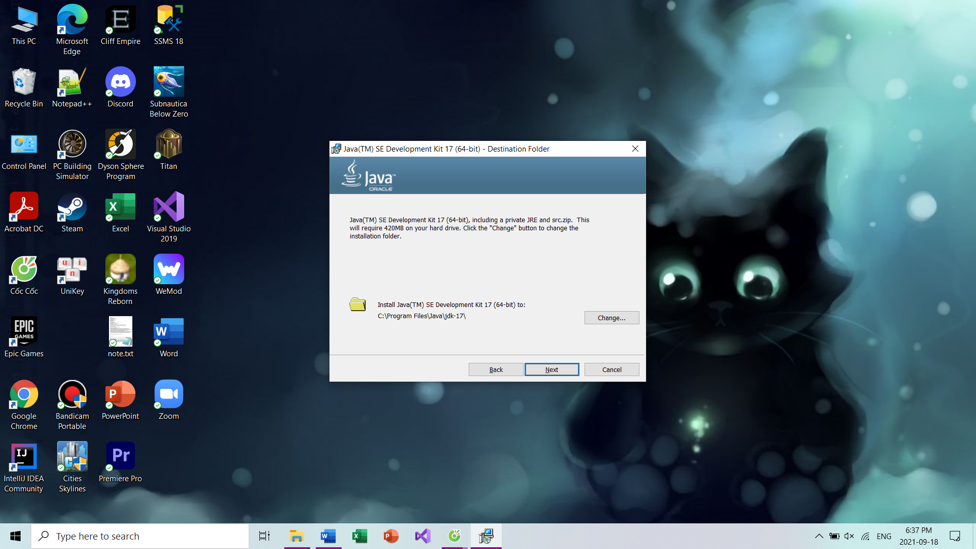 This PC
Microsoft
Edge
Cliff Empire
SSMS 18
Recycle Bin
Notepad++
Discord
Subnautica
Below Zero
Control Panel
PC Building
Simulator
Dyson Sphere
Program
Titan
Acrobat DC
Steam
Excel
Visual Studio
2019
Cốc Cốc
UniKey
Kingdoms
Reborn
WeMod
EPIC
GAMES
Epic Games
note.txt
Word
Google
Chrome
Bandicam
Portable
PowerPoint
Zoom
IntelliJ IDEA
Community
Cities
Skylines
Premiere Pro
Java(TM) SE Development Kit 17 (64-bit) - Destination Folder
Java™
ORACLE
Java(TM) SE Development Kit 17 (64-bit), including a private JRE and src.zip. This
will require 420MB on your hard drive. Click the "Change" button to change the
installation folder.
Install Java(TM) SE Development Kit 17 (64-bit) to:
C:\Program Files\Java\jdk-17\
Change...
Back
Next
Cancel
Type here to search
ENG
6:37 PM
2021-09-18